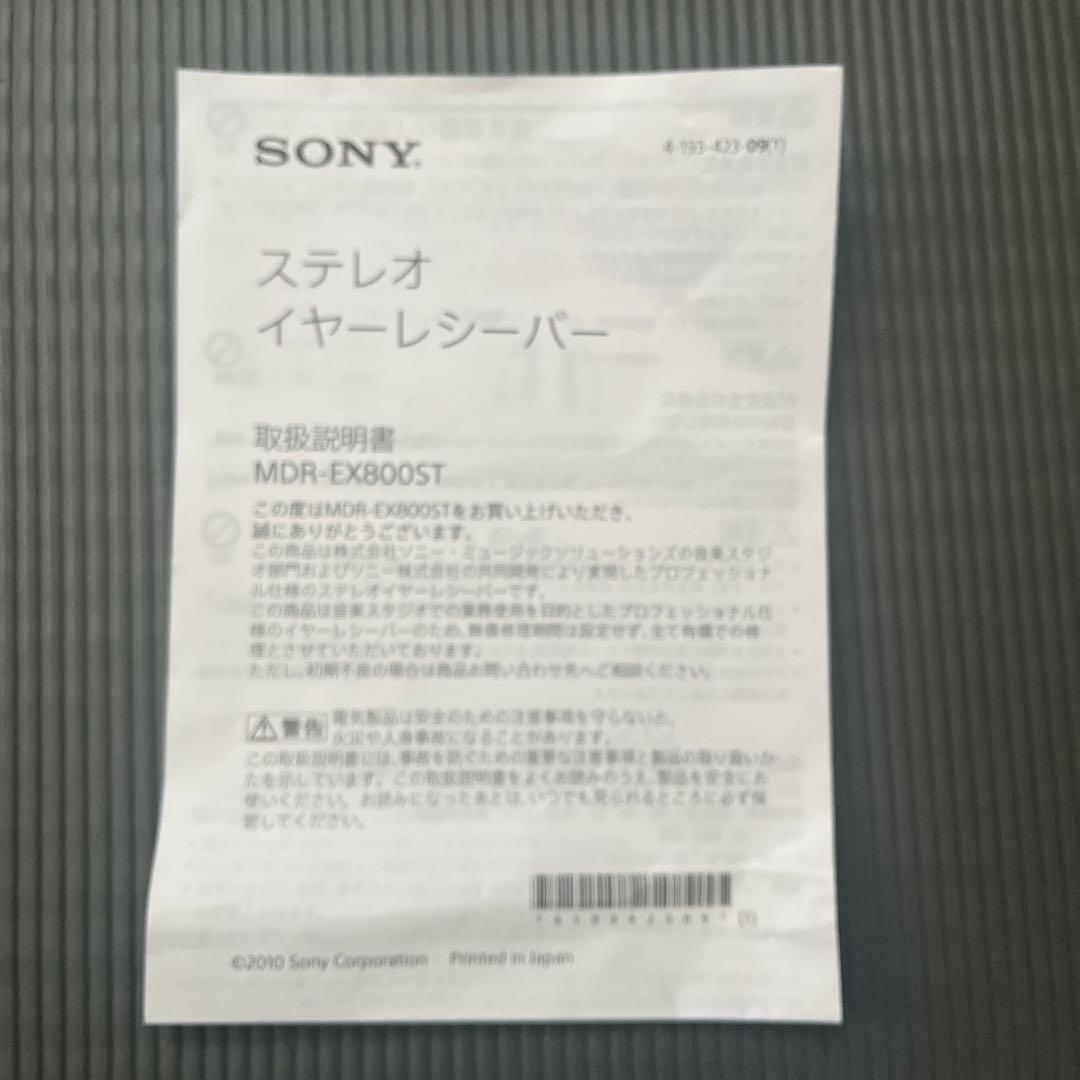 SONY.
4-193-423-09(1)
ステレオ
イヤーレシーバー
取扱説明書
MDR-EX800ST
この度はMDR-EX800STをお買い上げいただき、
誠にありがとうございます。
この商品は株式会社ソニー・ミュージックソリューションズの音楽スタジ
オ部門およびソニー株式会社の共同開発により実現したプロフェッショナ
ル仕様のステレオイヤーレシーバーです。
この商品は音楽スタジオでの業務使用を目的としたプロフェッショナル仕
様のイヤーレシーバーのため、無償修理期間は設定せず、全て有償での修
理とさせていただいております。
ただし、初期不良の場合は商品お問い合わせ先へご相談ください。
警告
電気製品は安全のための注意事項を守らないと、
火災や人身事故になることがあります。
この取扱説明書には、事故を防ぐための重要な注意事項と製品の取り扱いか
たを示しています。この取扱説明書をよくお読みのうえ、製品を安全にお
使いください。お読みになったあとは、いつでも見られるところに必ず保
管してください。
(1)
©2010 Sony Corporation Printed in Japan